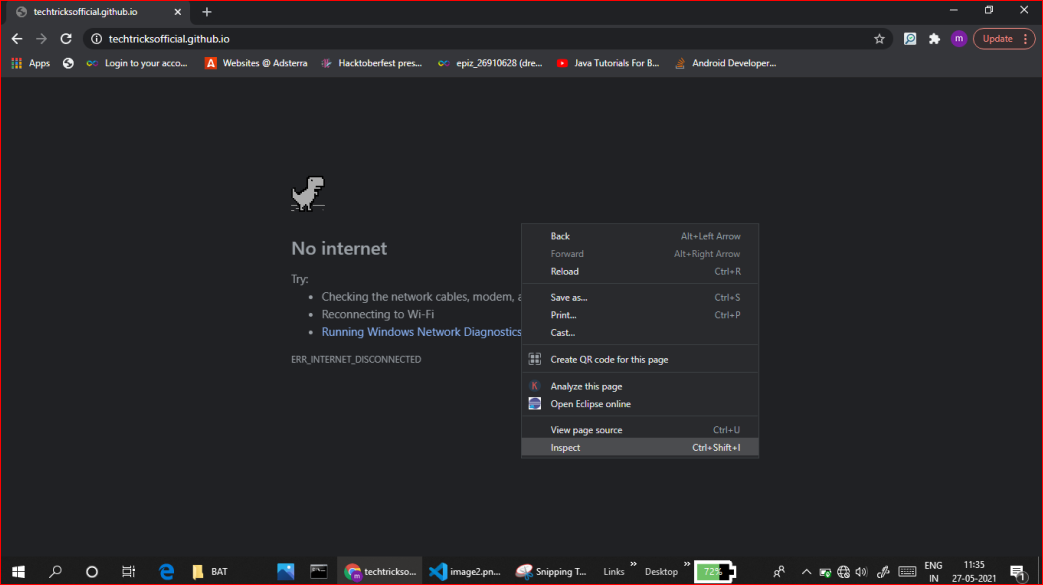 techtricksofficial.github.io
techtricksofficial.github.io
m
Update
Apps
Login to your acco...
A Websites @ Adsterra
Hacktoberfest pres...
epiz_26910628 (dre...
Java Tutorials For B...
Android Developer...
No internet
Try:
Checking the network cables, modem, a
Reconnecting to Wi-Fi
Running Windows Network Diagnostics
ERR_INTERNET_DISCONNECTED
Back Alt+Left Arrow
Forward Alt+Right Arrow
Reload Ctrl+R
Save as... Ctrl+S
Print... Ctrl+P
Cast...
Create QR code for this page
K Analyze this page
Open Eclipse online
View page source Ctrl+U
Inspect Ctrl+Shift+I
BAT
m techtrickso...
image2.pn...
Snipping T...
Links
Desktop
72%
ENG
IN
11:35
27-05-2021
1